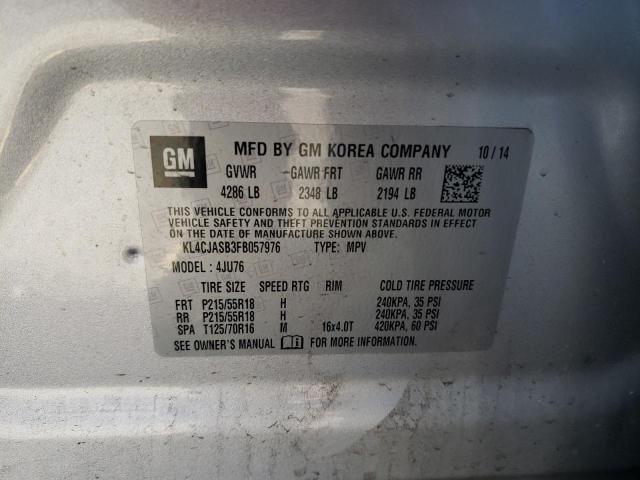 GM MFD BY GM KOREA COMPANY 10/14
GVWR GAWR FRT GAWR RR
4286 LB 2348 LB 2194 LB
THIS VEHICLE CONFORMS TO ALL APPLICABLE U.S. FEDERAL MOTOR
VEHICLE SAFETY AND THEFT PREVENTION STANDARDS IN EFFECT
ON THE DATE OF MANUFACTURE SHOWN ABOVE.
KL4CJASB3FB057976 TYPE: MPV
MODEL: 4JU76
TIRE SIZE SPEED RTG RIM COLD TIRE PRESSURE
FRT P215/55R18 H 240KPA, 35 PSI
RR P215/55R18 H 240KPA, 35 PSI
SPA T125/70R16 M 16x4.0T 420KPA, 60 PSI
SEE OWNER'S MANUAL FOR MORE INFORMATION.